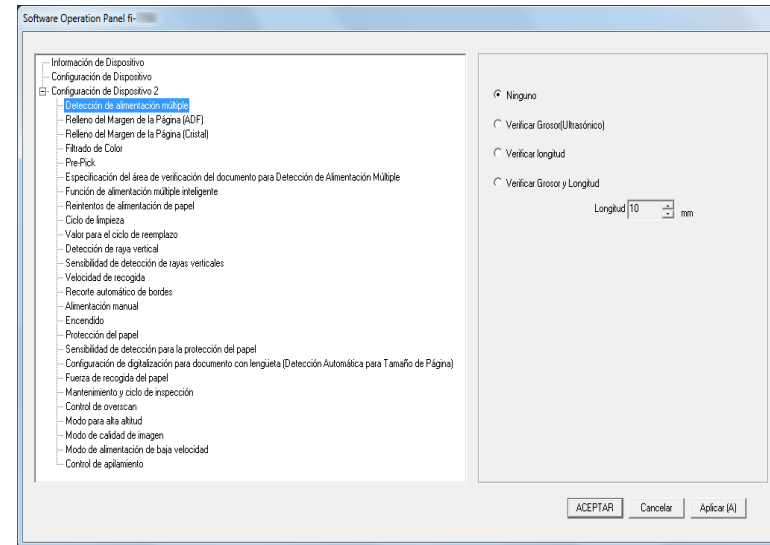 Software Operation Panel fi-
Información de Dispositivo
Configuración de Dispositivo
Configuración de Dispositivo 2
Detección de alimentación múltiple
Relleno del Margen de la Página (ADF)
Relleno del Margen de la Página (Cristal)
Filtrado de Color
Pre-Pick
Especificación del área de verificación del documento para Detección de Alimentación Múltiple
Función de alimentación múltiple inteligente
Reintentos de alimentación de papel
Ciclo de limpieza
Valor para el ciclo de reemplazo
Detección de raya vertical
Sensibilidad de detección de rayas verticales
Velocidad de recogida
Recorte automático de bordes
Alimentación manual
Encendido
Protección del papel
Sensibilidad de detección para la protección del papel
Configuración de digitalización para documento con lengüeta (Detección Automática para Tamaño de Página)
Fuerza de recogida del papel
Mantenimiento y ciclo de inspección
Control de overscan
Modo para alta altitud
Modo de calidad de imagen
Modo de alimentación de baja velocidad
Control de apilamiento
Ninguno
Verificar Grosor(Ultrasónico)
Verificar longitud
Verificar Grosor y Longitud
Longitud 10 mm
ACEPTAR Cancelar Aplicar (A)